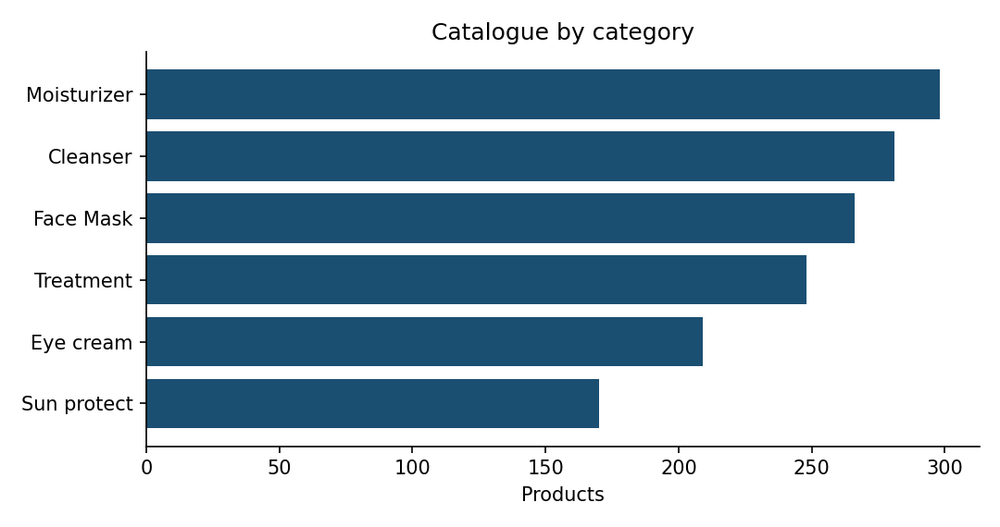 Catalogue by category
Moisturizer
Cleanser
Face Mask
Treatment
Eye cream
Sun protect
0 50 100 150 200 250 300
Products